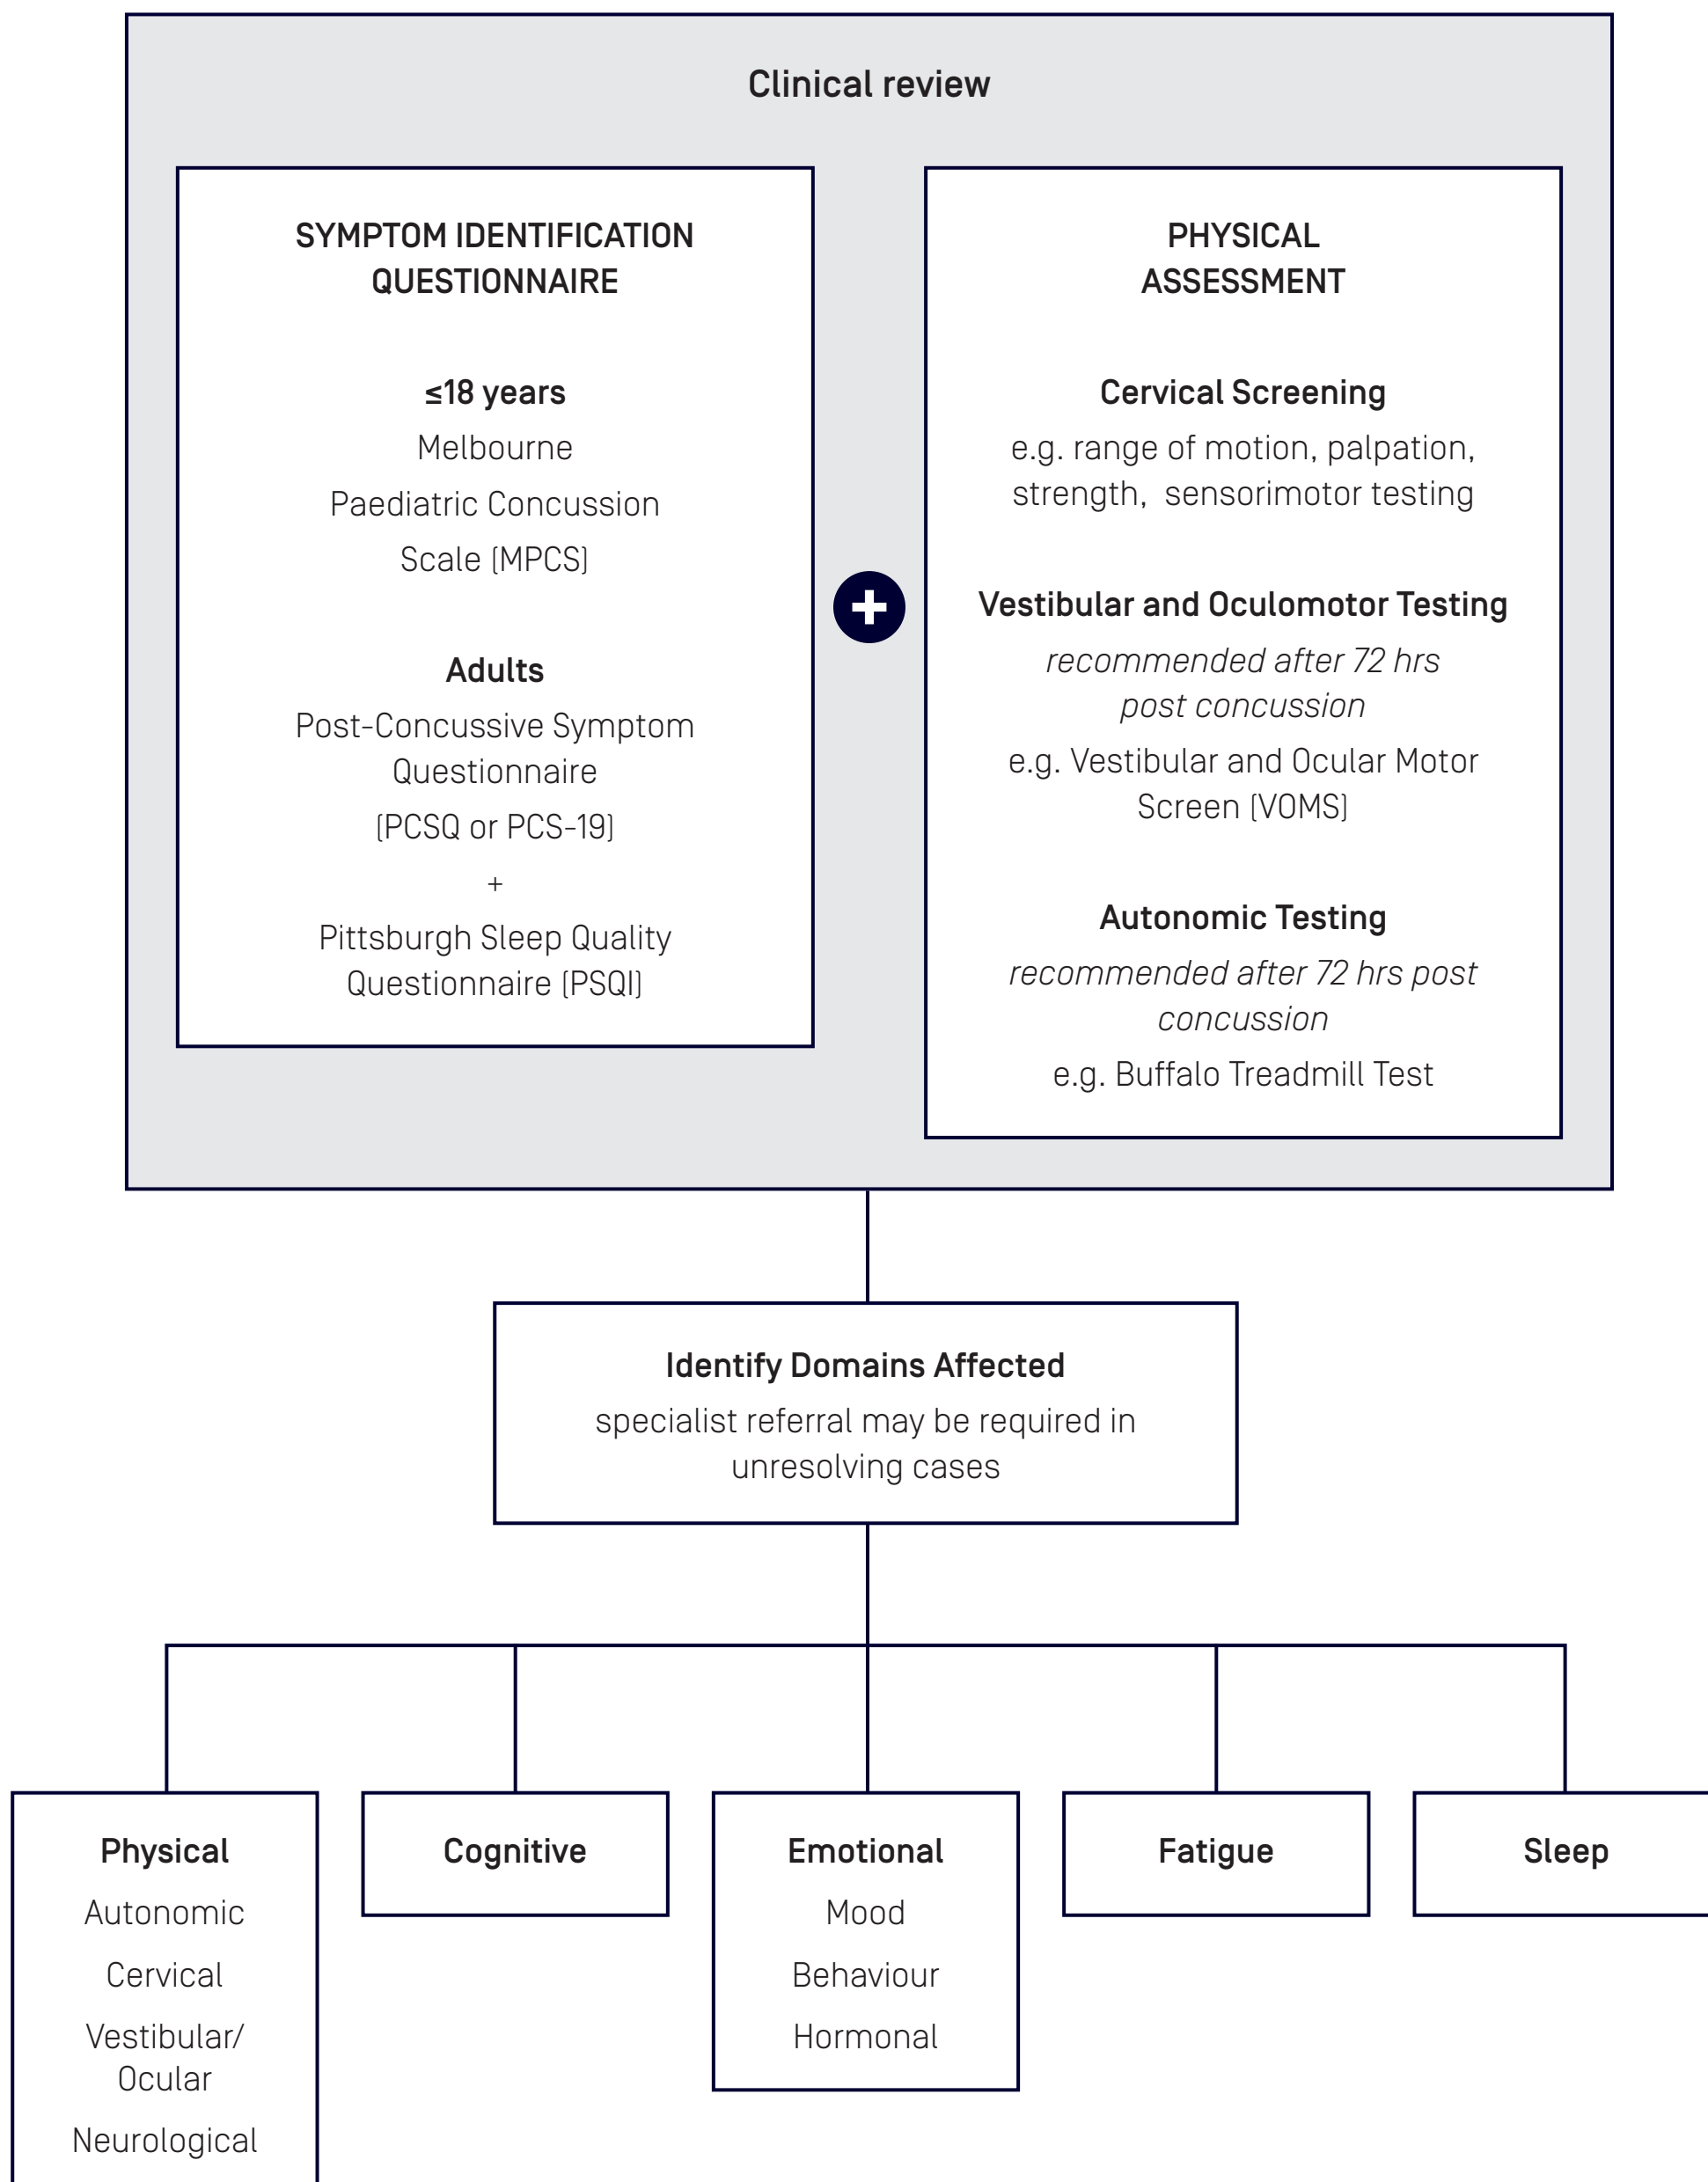 Clinical review
SYMPTOM IDENTIFICATION
QUESTIONNAIRE
≤18 years
Melbourne
Paediatric Concussion
Scale (MPCS)
Adults
Post-Concussive Symptom
Questionnaire
(PCSQ or PCS-19)
+
Pittsburgh Sleep Quality
Questionnaire (PSQI)
+
PHYSICAL
ASSESSMENT
Cervical Screening
e.g. range of motion, palpation,
strength, sensorimotor testing
Vestibular and Oculomotor Testing
recommended after 72 hrs
post concussion
e.g. Vestibular and Ocular Motor
Screen (VOMS)
Autonomic Testing
recommended after 72 hrs post
concussion
e.g. Buffalo Treadmill Test
Identify Domains Affected
specialist referral may be required in
unresolving cases
Physical
Autonomic
Cervical
Vestibular/
Ocular
Neurological
Cognitive
Emotional
Mood
Behaviour
Hormonal
Fatigue
Sleep